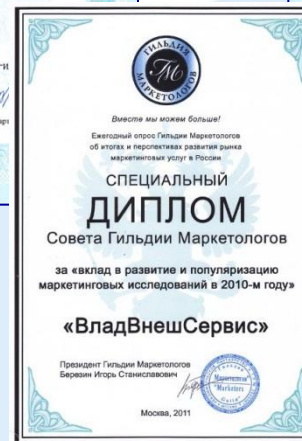 ГИЛЬДИЯ МАРКЕТОЛОГОВ
ГМ
Вместе мы можем больше!
Ежегодный опрос Гильдии Маркетологов
об итогах и перспективах развития рынка
маркетинговых услуг в России
СПЕЦИАЛЬНЫЙ
ДИПЛОМ
Совета Гильдии Маркетологов
за «вклад в развитие и популяризацию
маркетинговых исследований в 2010-м году»
«ВладВнешСервис»
Президент Гильдии Маркетологов
Березин Игорь Станиславович
Москва, 2011